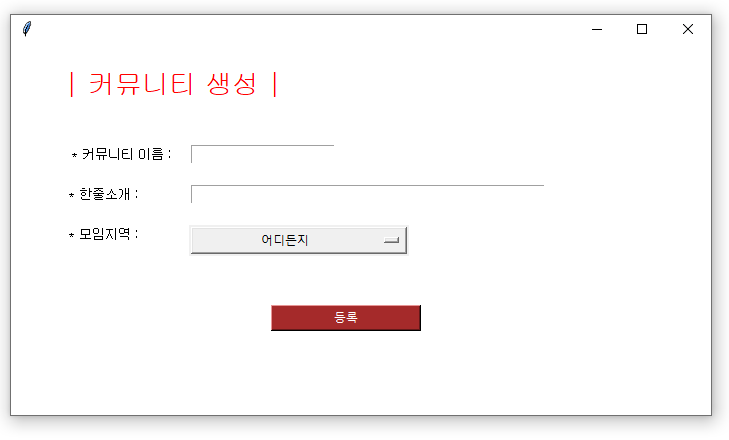 | 커뮤니티 생성 |
* 커뮤니티 이름 :
* 한줄소개 :
* 모임지역 : 어디든지
등록